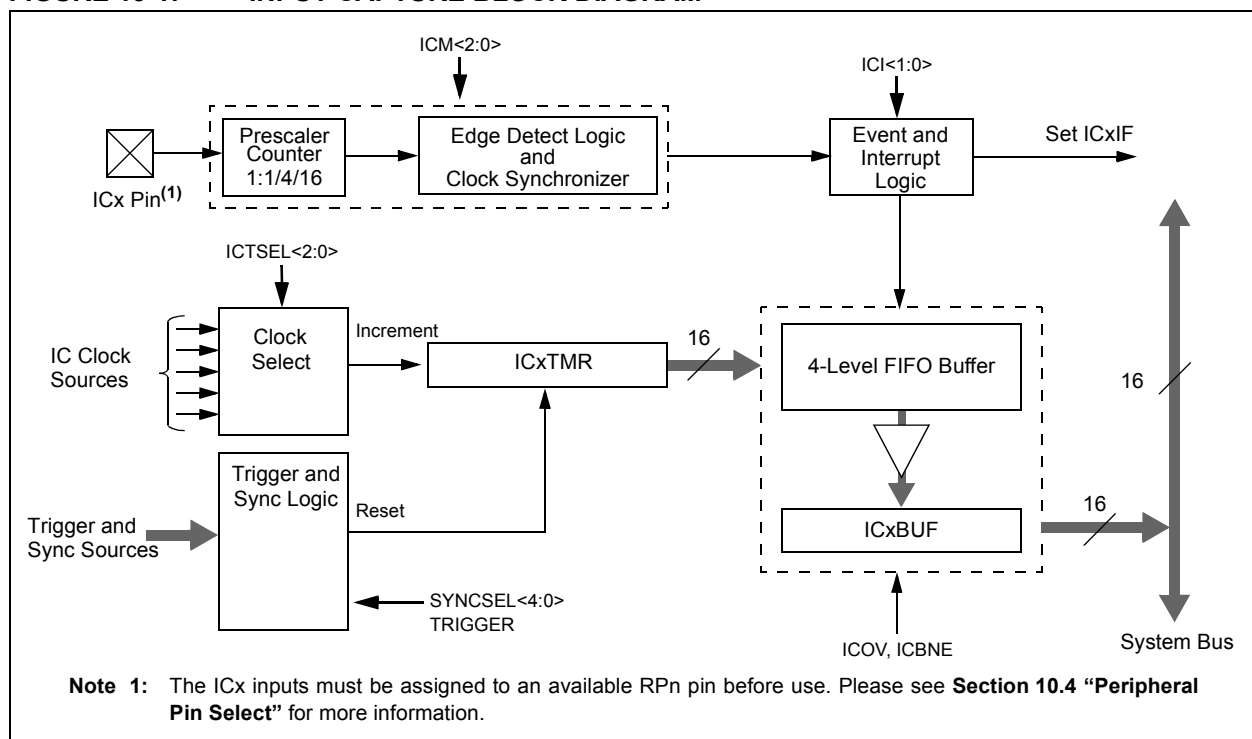 ICM<2:0>
ICI<1:0>
Prescaler
Counter
1:1/4/16
Edge Detect Logic
and
Clock Synchronizer
Event and
Interrupt
Logic
Set ICxIF
ICx Pin(1)
ICTSEL<2:0>
IC Clock
Sources
Clock
Select
Increment
ICxTMR
16
4-Level FIFO Buffer
16
Trigger and
Sync Logic
Reset
Trigger and
Sync Sources
ICxBUF
16
SYNCSEL<4:0>
TRIGGER
ICOV, ICBNE
System Bus
Note 1: The ICx inputs must be assigned to an available RPn pin before use. Please see Section 10.4 “Peripheral
Pin Select” for more information.